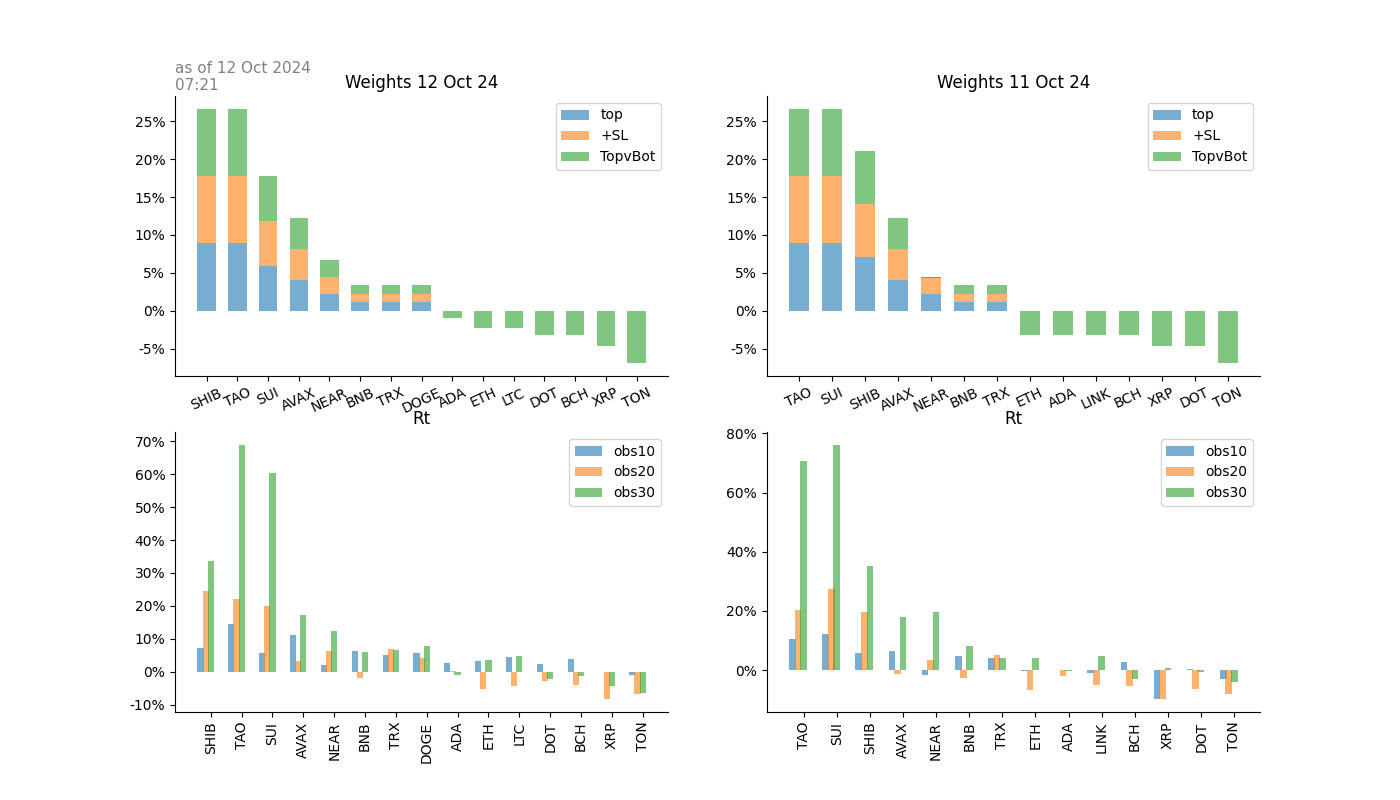 as of 12 Oct 2024
07:21
Weights 12 Oct 24
25%
20%
15%
10%
5%
0%
-5%
top
+SL
TopvBot
SHIB TAO SUI AVAX NEAR BNB TRX DOGE ADA ETH LTC DOT BCH XRP TON
Weights 11 Oct 24
25%
20%
15%
10%
5%
0%
-5%
top
+SL
TopvBot
TAO SUI SHIB AVAX NEAR BNB TRX ETH ADA LINK BCH XRP DOT TON
Rt
70%
60%
50%
40%
30%
20%
10%
0%
-10%
obs10
obs20
obs30
SHIB TAO SUI AVAX NEAR BNB TRX DOGE ADA ETH LTC DOT BCH XRP TON
Rt
80%
60%
40%
20%
0%
obs10
obs20
obs30
TAO SUI SHIB AVAX NEAR BNB TRX ETH ADA LINK BCH XRP DOT TON